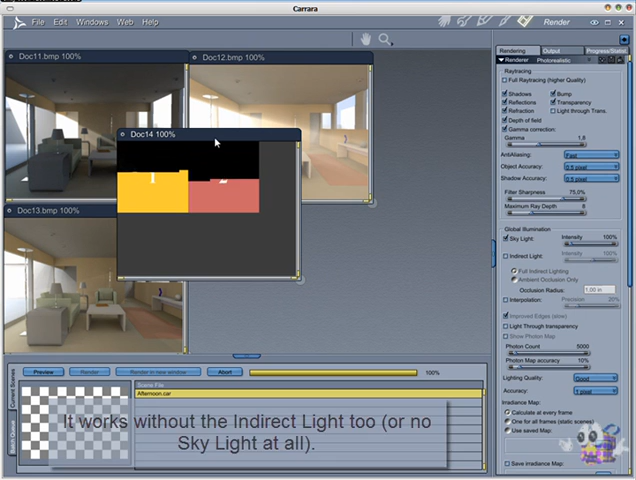 Carrara
File Edit Windows Web Help
Render
Doc11.bmp 100%
Doc12.bmp 100%
Doc14 100%
Doc13.bmp 100%
Rendering Output
Renderer Photorealistic
Raytracing
Full Raytracing (higher Quality)
Shadows Bump
Reflections Transparency
Refraction Light through Trans.
Depth of field
Gamma correction:
Gamma 1,8
AntiAliasing: Fast
Object Accuracy: 0.5 pixel
Shadow Accuracy: 0.5 pixel
Filter Sharpness 75,0%
Maximum Ray Depth 8
Global Illumination
Sky Light: Intensity 100%
Indirect Light: Intensity 100%
Full Indirect Lighting
Ambient Occlusion Only
Occlusion Radius: 1,00 in
Interpolation: Precision 20%
Improved Edges (slow)
Light Through transparency
Show Photon Map
Photon Count 5000
Photon Map accuracy 10%
Lighting Quality: Good
Accuracy: 1 pixel
Irradiance Map:
Calculate at every frame
One for all frames (static scenes)
Use saved Map:
Save irradiance Map:
Current Scenes
Batch Queue
Preview Render Render in new window Abort 100%
Scene File
Afternoon.car
It works without the Indirect Light too (or no
Sky Light at all).